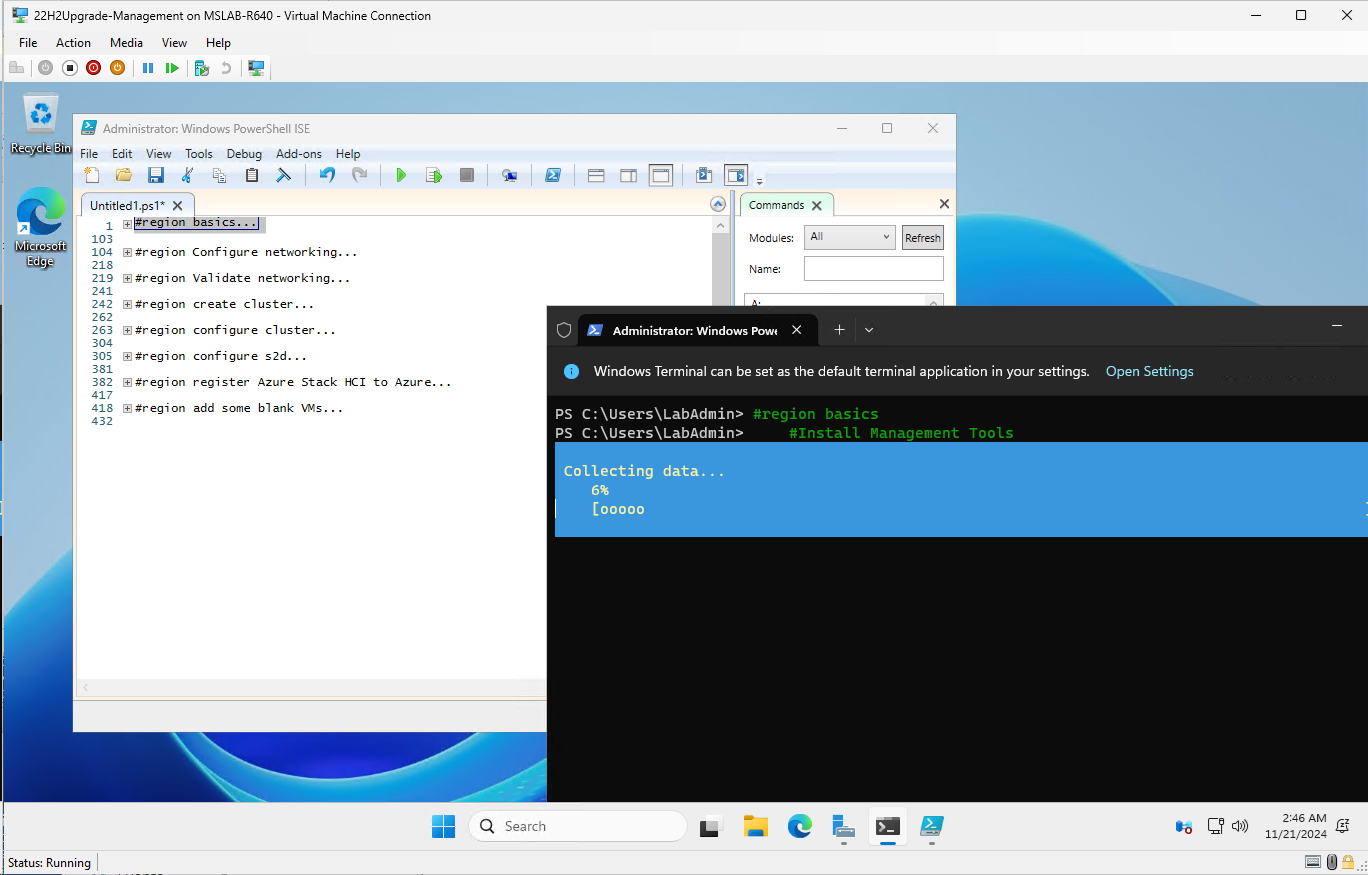 22H2Upgrade-Management on MSLAB-R640 - Virtual Machine Connection
File Action Media View Help
Recycle Bin
Microsoft Edge
Administrator: Windows PowerShell ISE
File Edit View Tools Debug Add-ons Help
Untitled1.ps1*
1 #region basics...
103
104 #region Configure networking...
218
219 #region Validate networking...
241
242 #region create cluster...
262
263 #region configure cluster...
304
305 #region configure s2d...
381
382 #region register Azure Stack HCI to Azure...
417
418 #region add some blank VMs...
432
Commands
Modules: All Refresh
Name:
A:
Administrator: Windows Powe
Windows Terminal can be set as the default terminal application in your settings. Open Settings
PS C:\Users\LabAdmin> #region basics
PS C:\Users\LabAdmin>     #Install Management Tools
Collecting data...
6%
[ooooo
]
Search
2:46 AM
11/21/2024
Status: Running